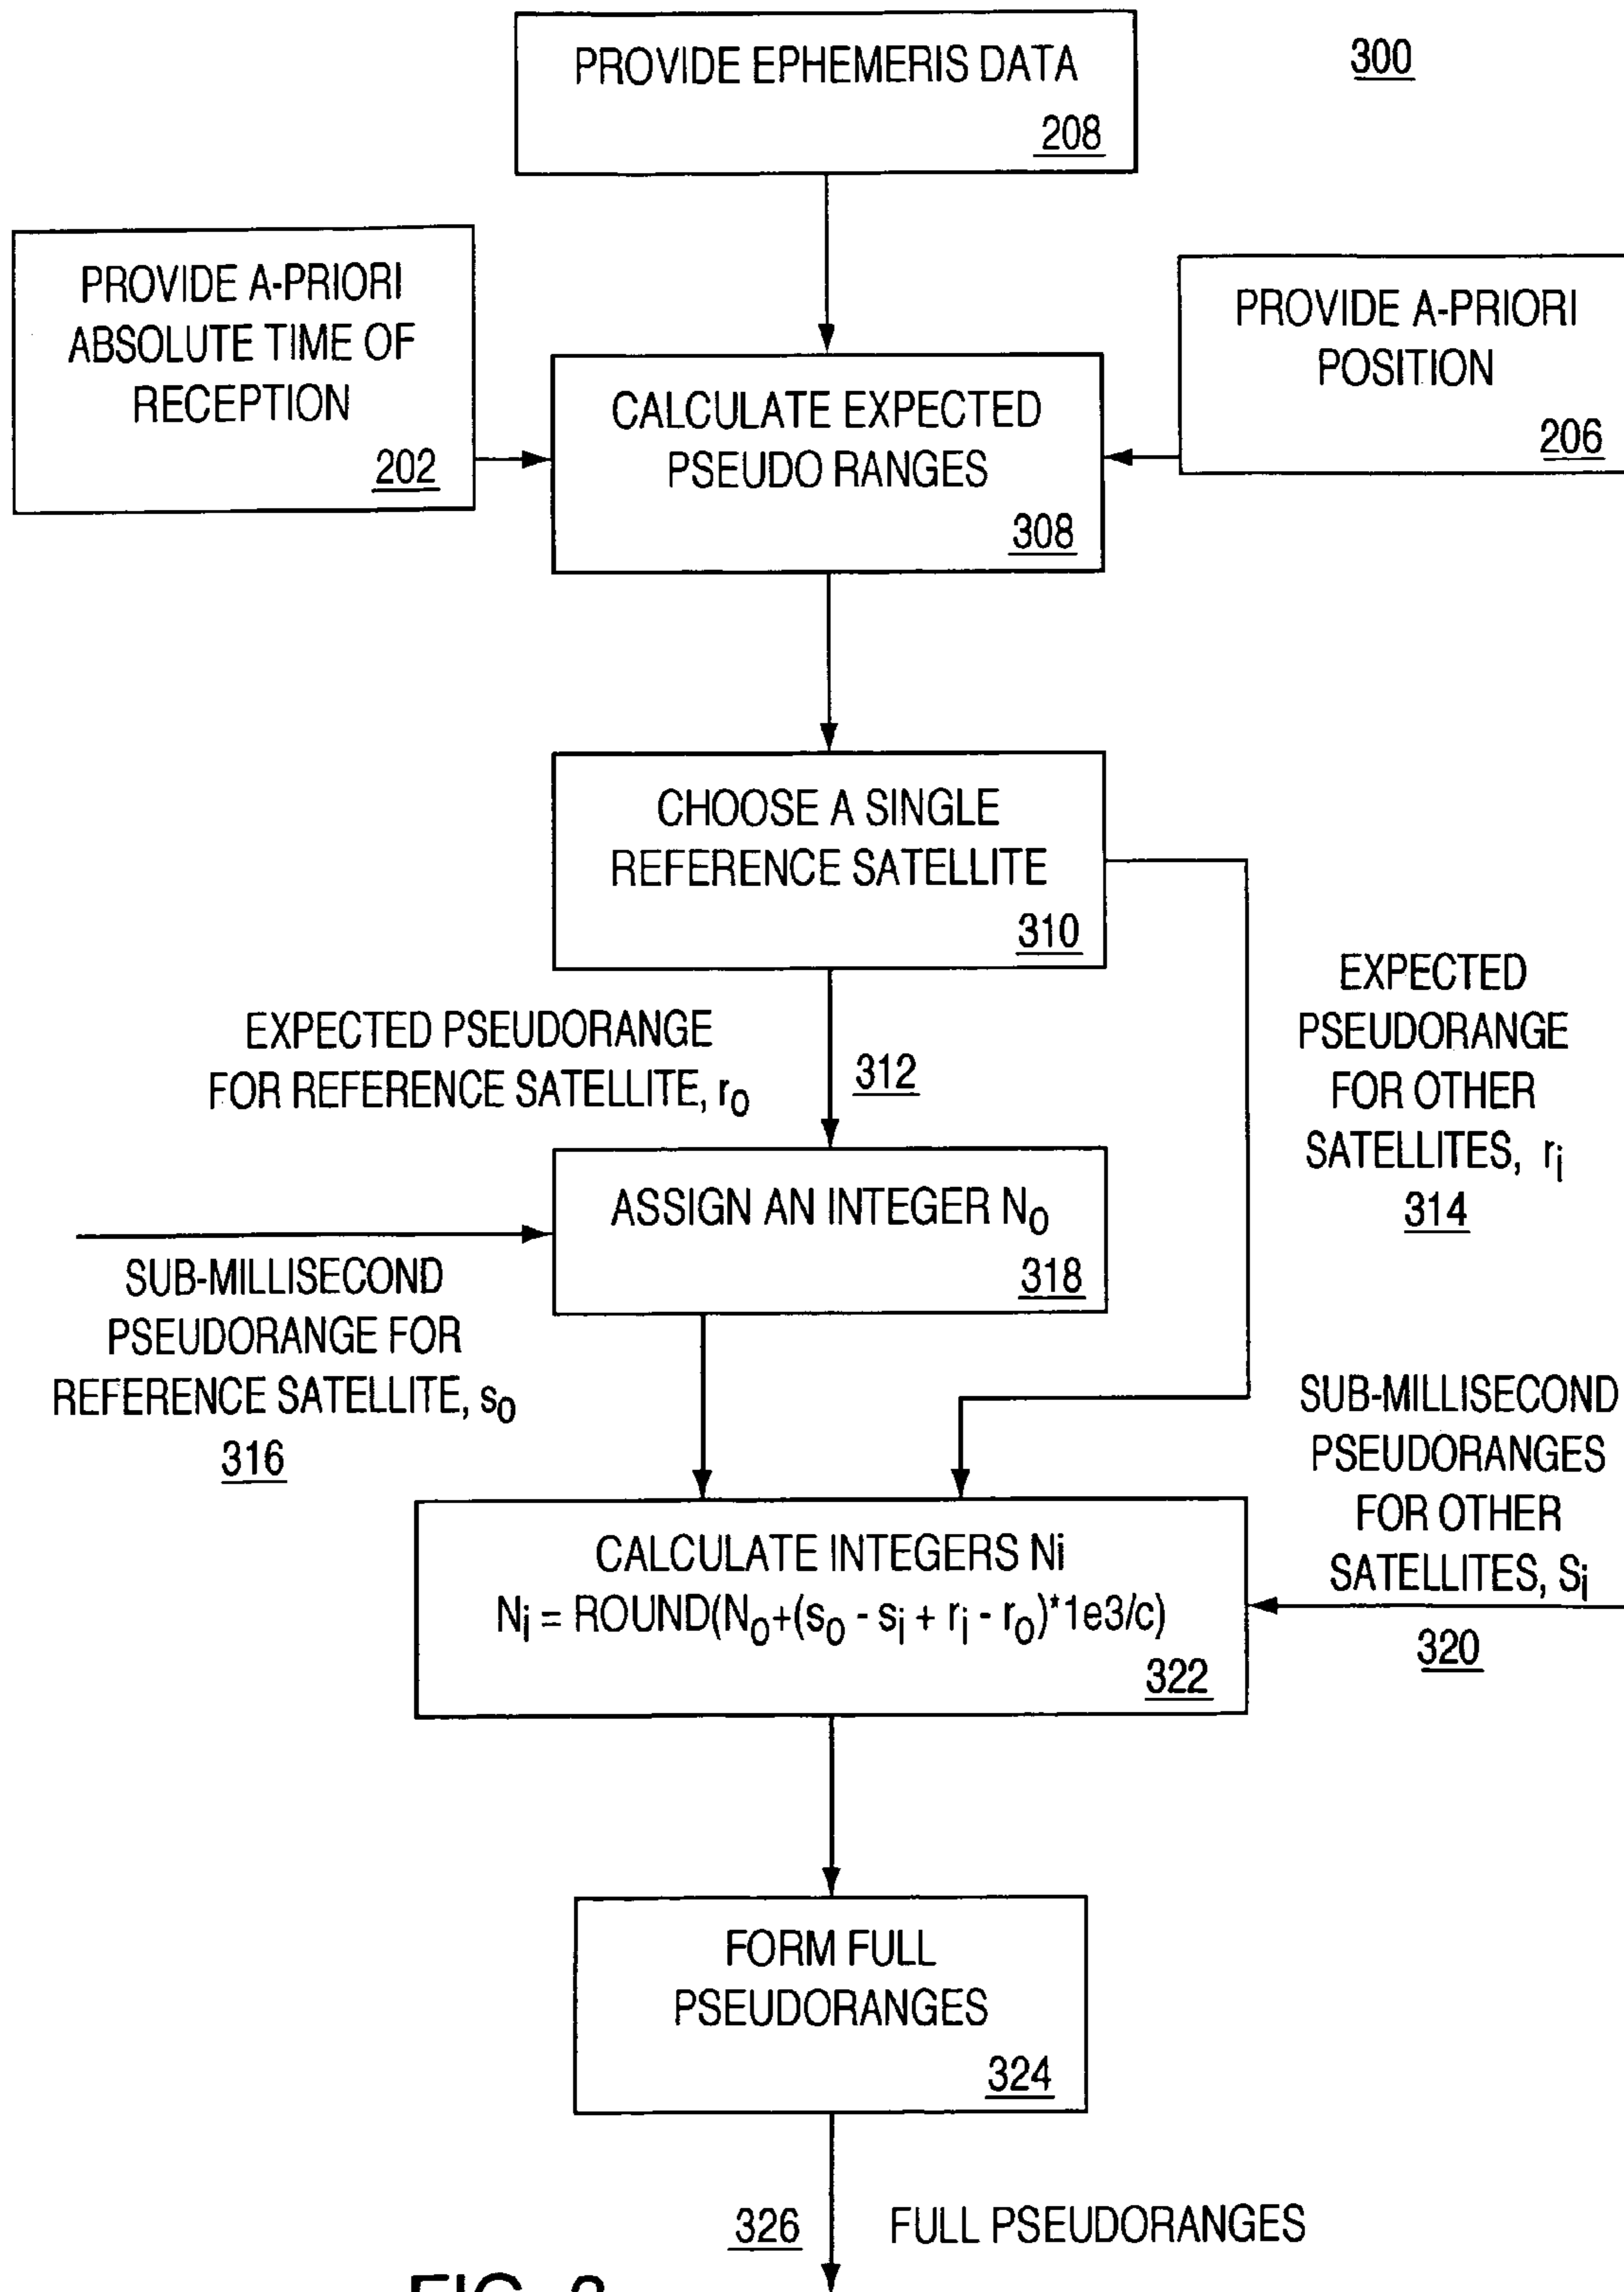 PROVIDE EPHEMERIS DATA
208
300
PROVIDE A-PRIORI
ABSOLUTE TIME OF
RECEPTION
202
PROVIDE A-PRIORI
POSITION
206
CALCULATE EXPECTED
PSEUDO RANGES
308
CHOOSE A SINGLE
REFERENCE SATELLITE
310
EXPECTED PSEUDORANGE
FOR REFERENCE SATELLITE, r₀
312
EXPECTED
PSEUDORANGE
FOR OTHER
SATELLITES, rᵢ
314
ASSIGN AN INTEGER N₀
318
SUB-MILLISECOND
PSEUDORANGE FOR
REFERENCE SATELLITE, s₀
316
SUB-MILLISECOND
PSEUDORANGES
FOR OTHER
SATELLITES, Sᵢ
320
CALCULATE INTEGERS Ni
Nᵢ = ROUND(N₀+(s₀ - sᵢ + rᵢ - r₀)*1e3/c)
322
FORM FULL
PSEUDORANGES
324
326
FULL PSEUDORANGES
FIG.